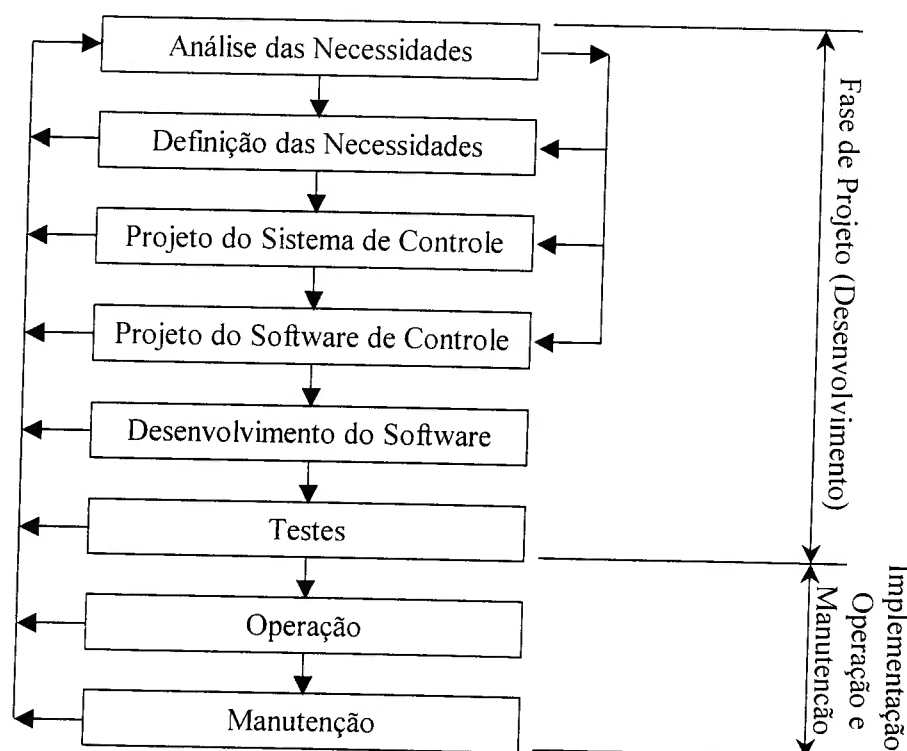 Análise das Necessidades
Definição das Necessidades
Projeto do Sistema de Controle
Projeto do Software de Controle
Desenvolvimento do Software
Testes
Operação
Manutenção
Fase de Projeto (Desenvolvimento)
Implementação
Operação e
Manutenção